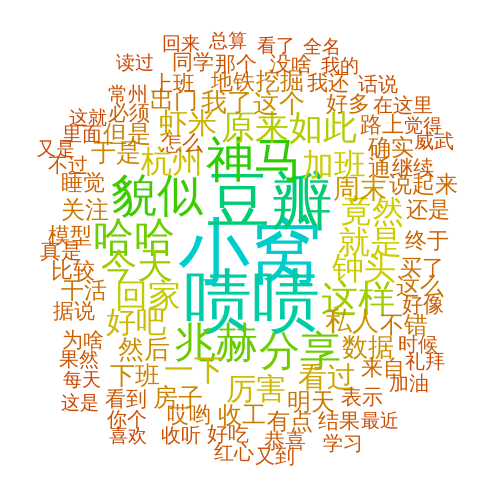 回来 总算 看了 全名
读过 同学 那个 没啥 我的
上班 地铁 挖掘 我还 话说
常州 出门 我了 这个 好多 在这里
这就 必须 虾米 原来如此 路上 觉得
里面 但是 怎么 神马 加班 确实 威武
又是 于是 杭州 通 继续
不过 睡觉 貌似 豆瓣 周末 说起来
关注 竟然 还是
模型 哈哈 小窝 就是 终于
真是 今天 钟头 买了
比较 这么
干活 回家 啧啧 这样 好像
据说 好吧 私人 不错
为啥 然后 兆赫 分享 数据 时候
果然 来自 礼拜
每天 下班 一下 厉害 看过 加油
这是 看到 房子 明天 表示
你个 哎哟 收工 有点 结果 最近
喜欢 收听 好吃 恭喜 学习
红心 又到